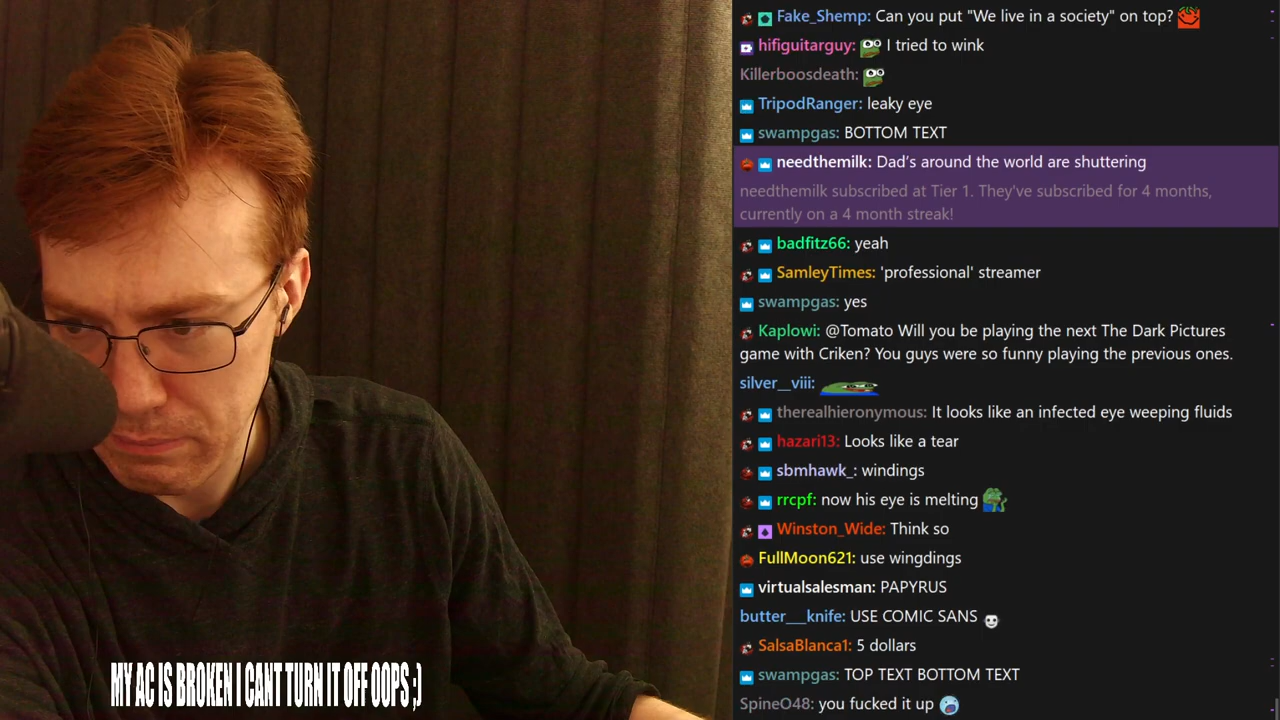 Fake_Shemp: Can you put "We live in a society" on top?
hifiguitarguy: I tried to wink
Killerboosdeath:
TripodRanger: leaky eye
swampgas: BOTTOM TEXT
needthemilk: Dad's around the world are shuttering
needthemilk subscribed at Tier 1. They've subscribed for 4 months,
currently on a 4 month streak!
badfitz66: yeah
SamleyTimes: 'professional' streamer
swampgas: yes
Kaplowi: @Tomato Will you be playing the next The Dark Pictures
game with Criken? You guys were so funny playing the previous ones.
silver__viii:
therealhieronymous: It looks like an infected eye weeping fluids
hazari13: Looks like a tear
sbmhawk_: windings
rrcpf: now his eye is melting
Winston_Wide: Think so
FullMoon621: use wingdings
virtualsalesman: PAPYRUS
butter___knife: USE COMIC SANS
SalsaBlanca1: 5 dollars
swampgas: TOP TEXT BOTTOM TEXT
SpineO48: you fucked it up
MY AC IS BROKEN I CANT TURN IT OFF OOPS ;)